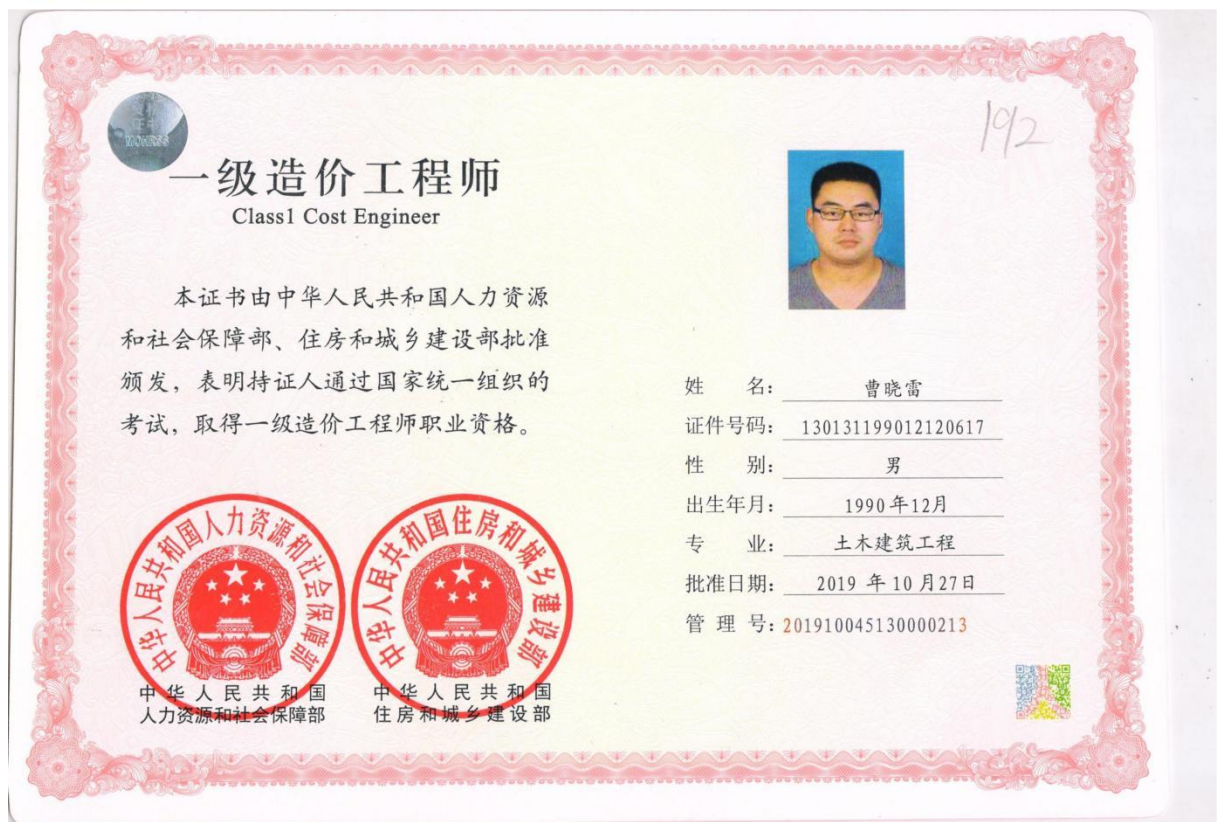 192
一级造价工程师
Class1 Cost Engineer
本证书由中华人民共和国人力资源
和社会保障部、住房和城乡建设部批准
颁发，表明持证人通过国家统一组织的
考试，取得一级造价工程师职业资格。
中华人民共和国人力资源和社会保障部
中华人民共和国住房和城乡建设部
中华人民共和国
人力资源和社会保障部
中华人民共和国
住房和城乡建设部
姓 名： 曹晓雷
证件号码： 130131199012120617
性 别： 男
出生年月： 1990年12月
专 业： 土木建筑工程
批准日期： 2019 年 10 月27日
管 理 号：201910045130000213